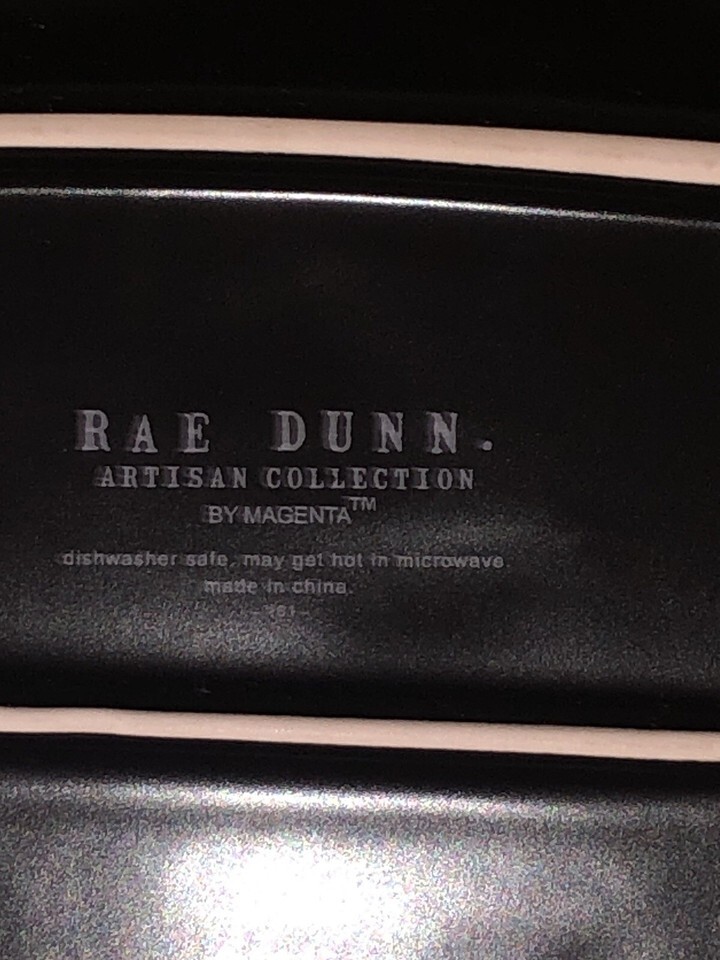 RAE DUNN.
ARTISAN COLLECTION
BY MAGENTA™
dishwasher safe, may get hot in microwave
made in china.